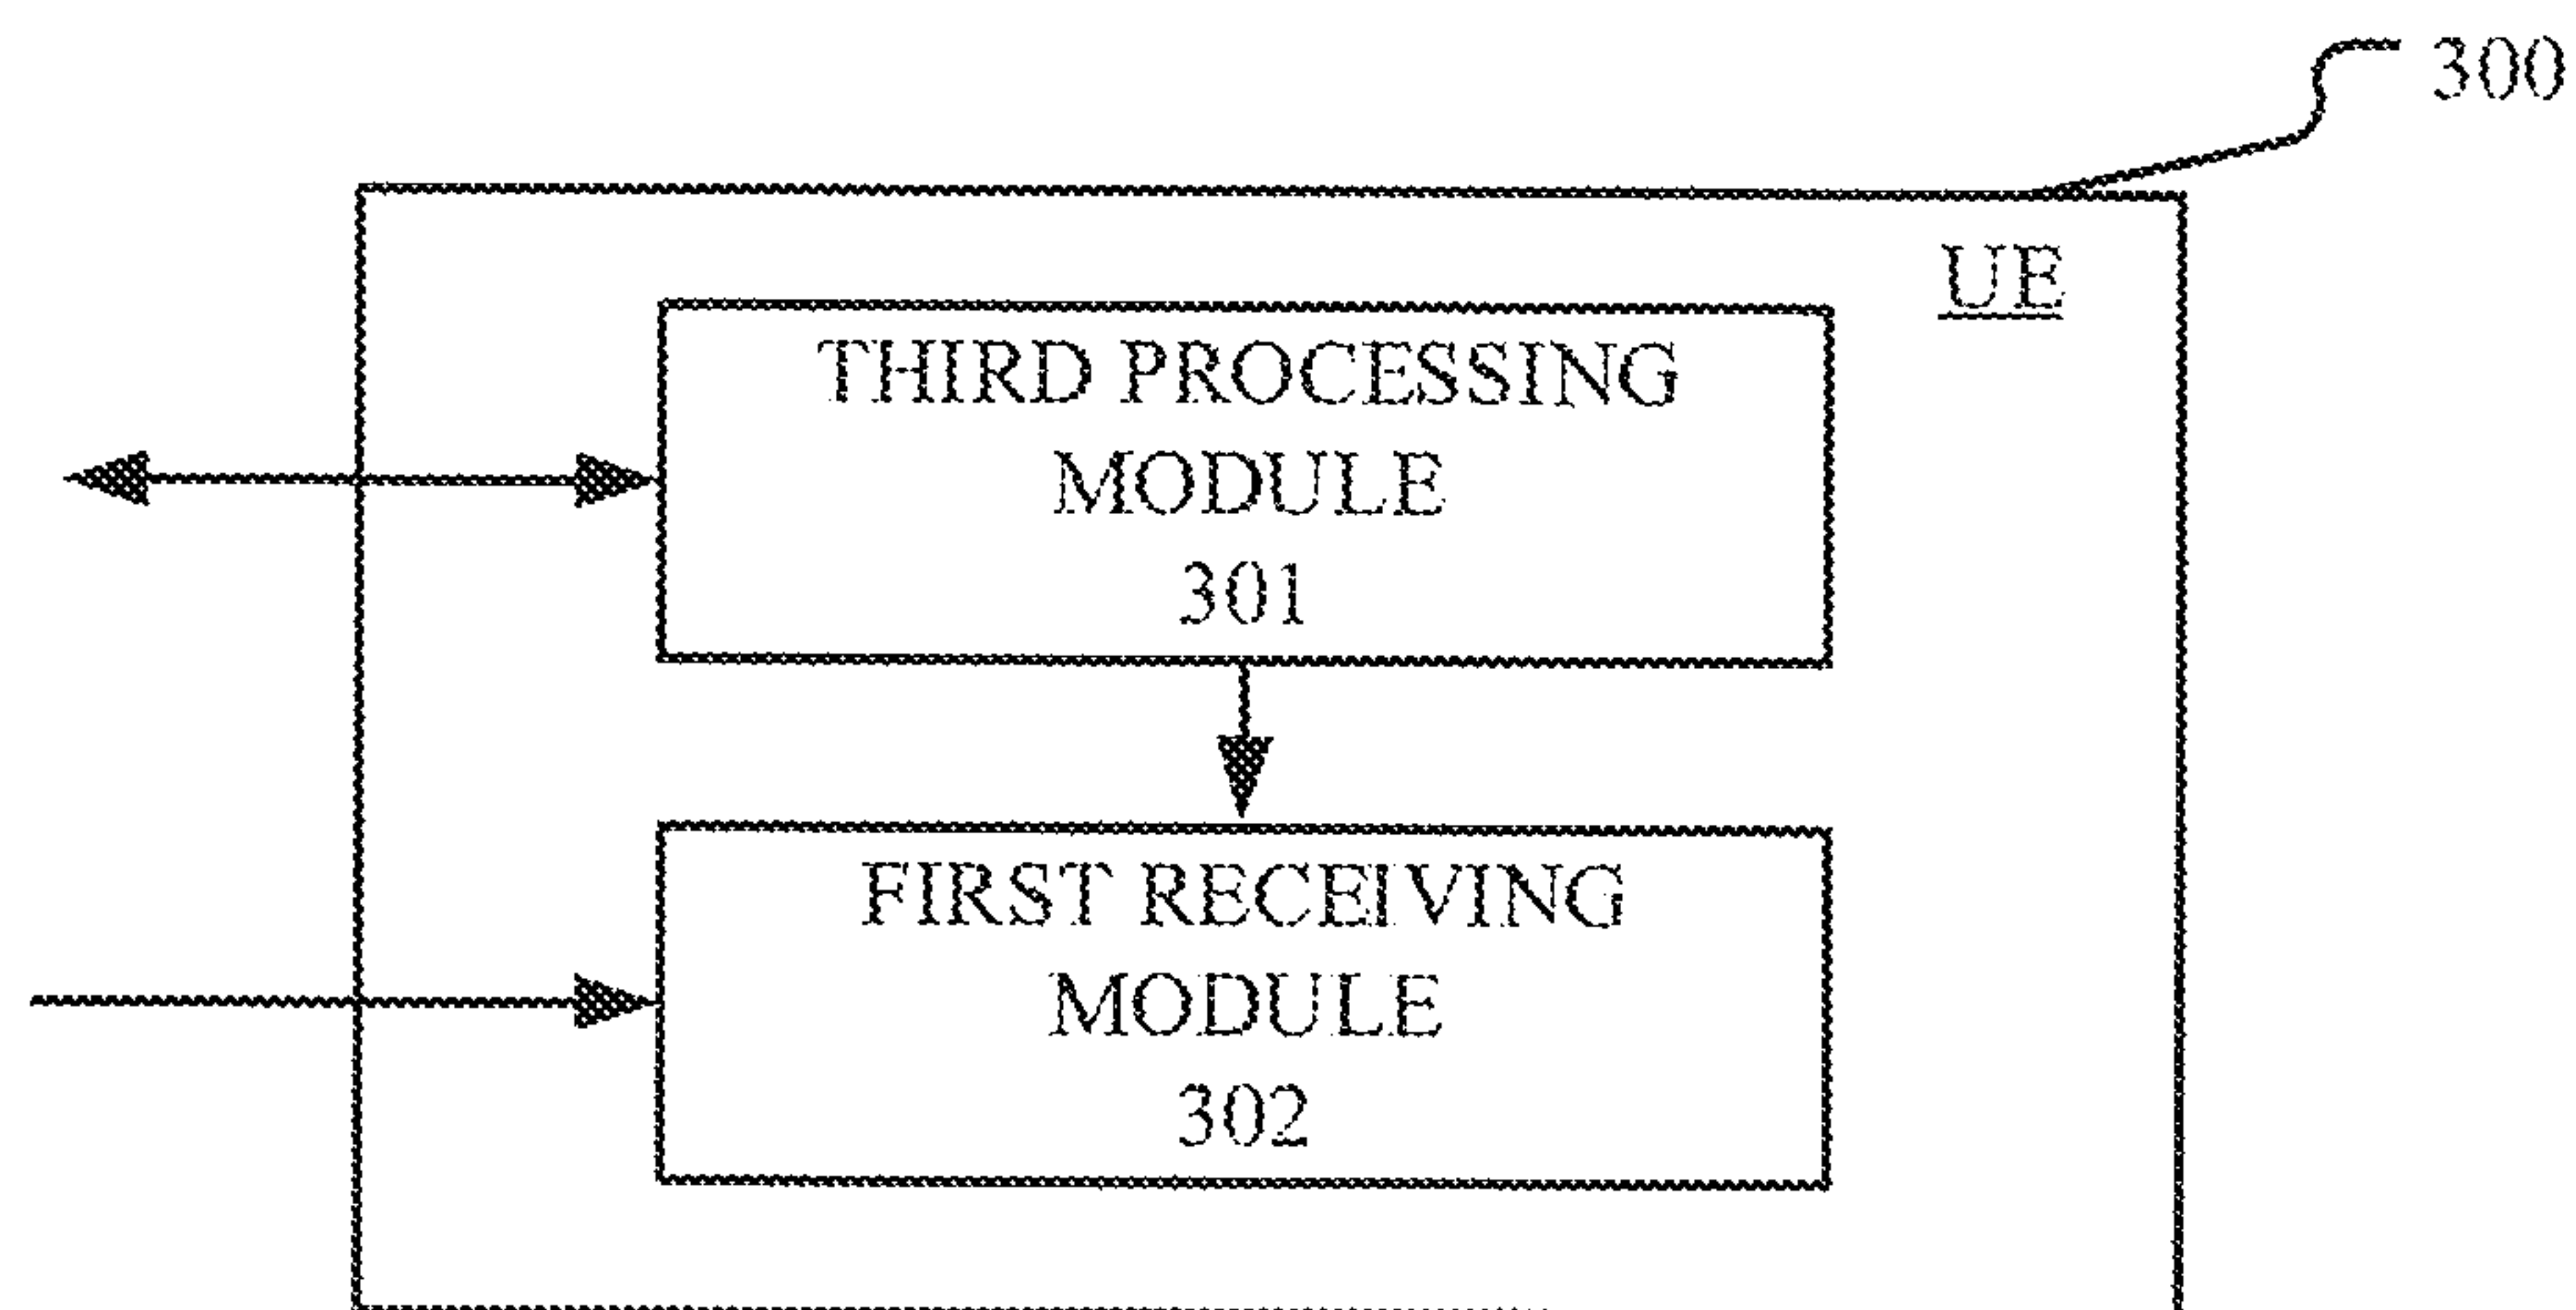 300
UE
THIRD PROCESSING
MODULE
301
FIRST RECEIVING
MODULE
302